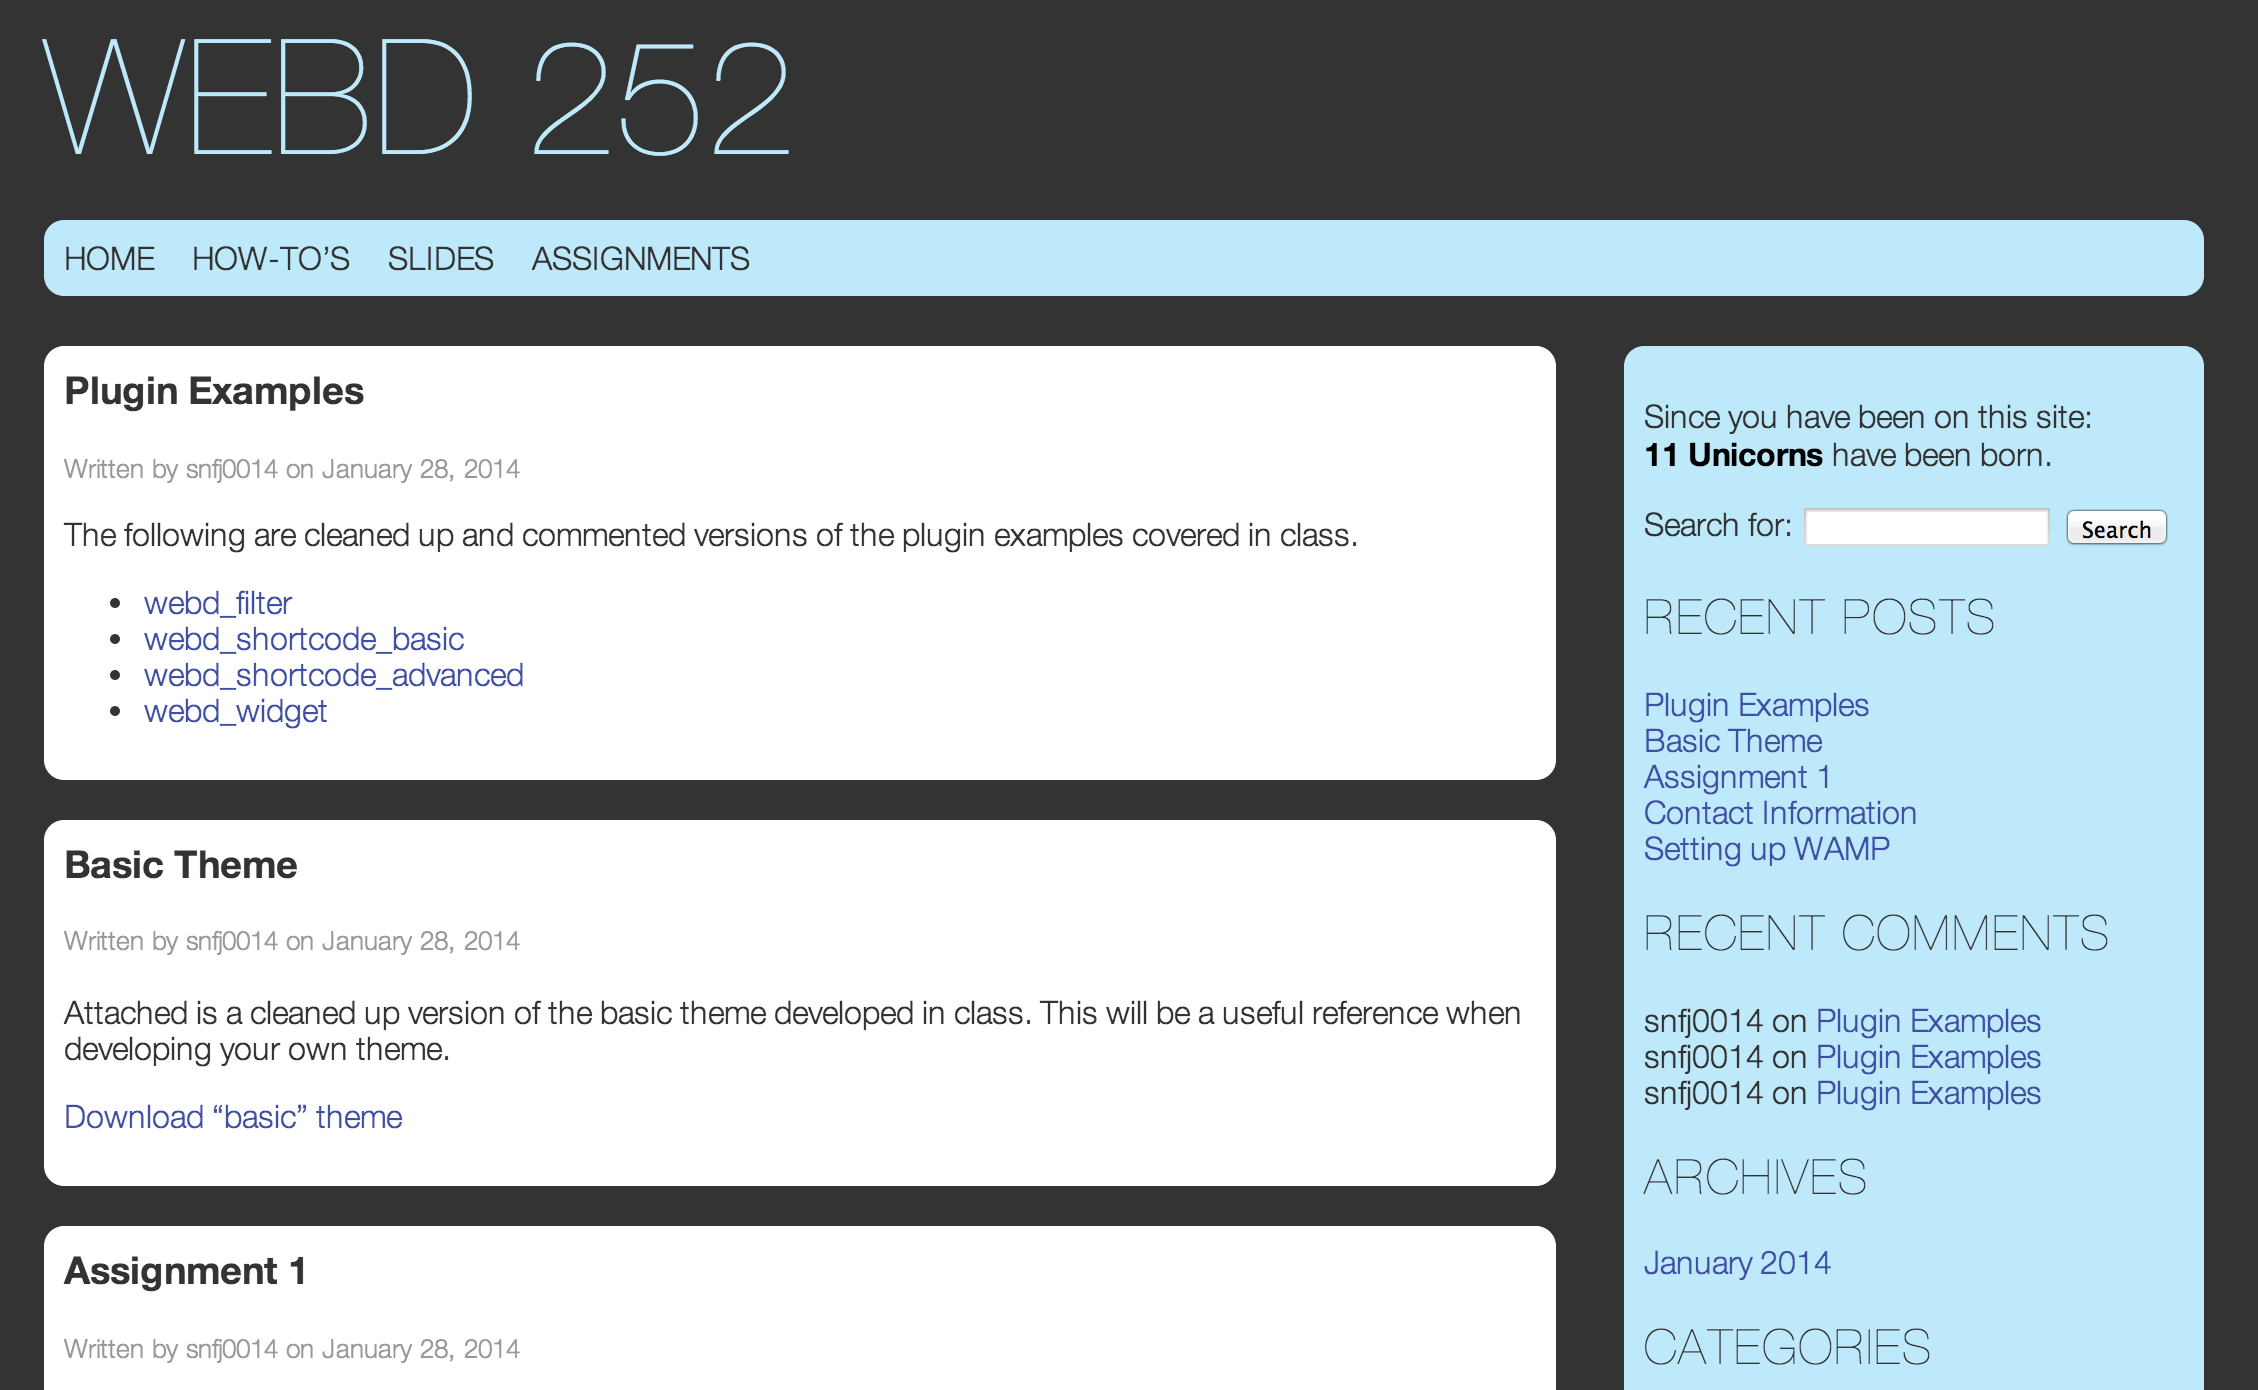 WEBD 252
HOME HOW-TO’S SLIDES ASSIGNMENTS
Plugin Examples
Written by snfj0014 on January 28, 2014
The following are cleaned up and commented versions of the plugin examples covered in class.
• webd_filter
• webd_shortcode_basic
• webd_shortcode_advanced
• webd_widget
Basic Theme
Written by snfj0014 on January 28, 2014
Attached is a cleaned up version of the basic theme developed in class. This will be a useful reference when
developing your own theme.
Download “basic” theme
Assignment 1
Written by snfj0014 on January 28, 2014
Since you have been on this site:
11 Unicorns have been born.
Search for: Search
RECENT POSTS
Plugin Examples
Basic Theme
Assignment 1
Contact Information
Setting up WAMP
RECENT COMMENTS
snfj0014 on Plugin Examples
snfj0014 on Plugin Examples
snfj0014 on Plugin Examples
ARCHIVES
January 2014
CATEGORIES